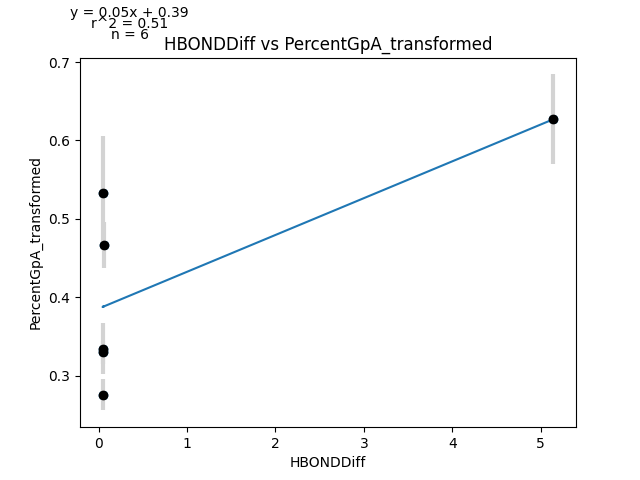 y = 0.05x + 0.39
r^2 = 0.51
n = 6
HBONDDiff vs PercentGpA_transformed
0.7
0.6
0.5
0.4
0.3
PercentGpA_transformed
0 1 2 3 4 5
HBONDDiff